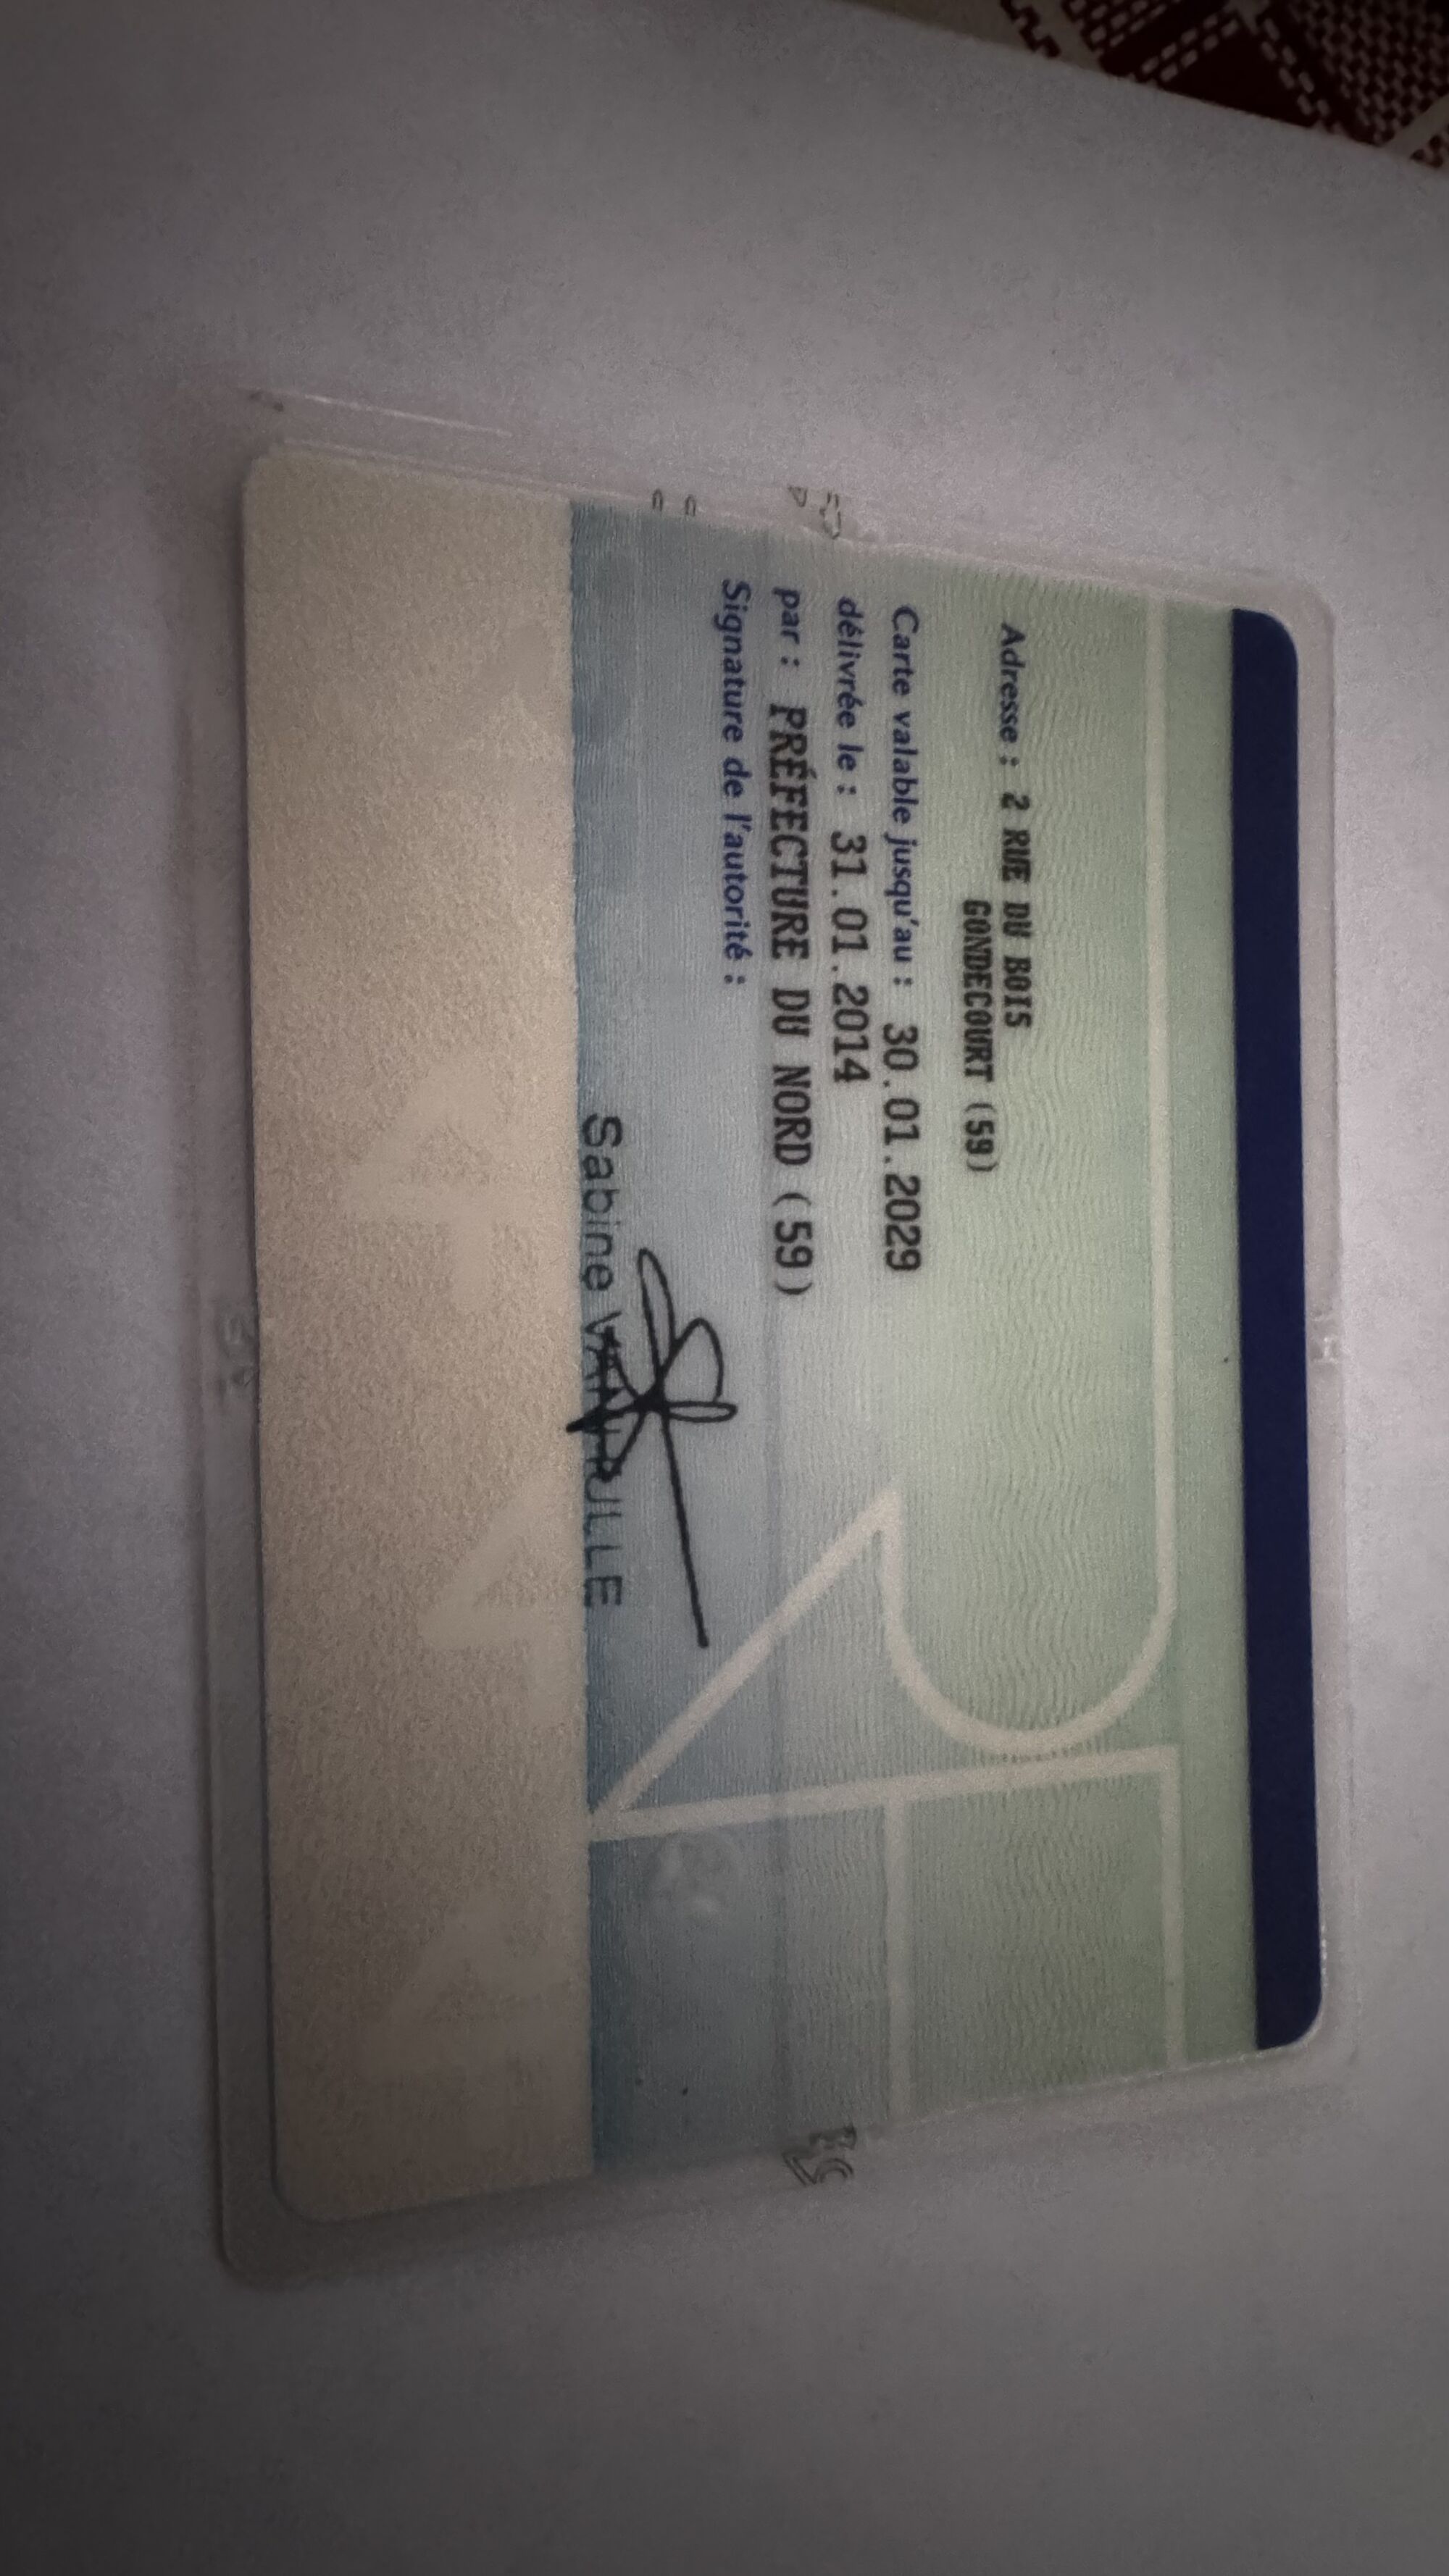 Adresse : 2 RUE DU BOIS
GONDECOURT (59)
Carte valable jusqu'au : 30.01.2029
délivrée le : 31.01.2014
par : PRÉFECTURE DU NORD (59)
Signature de l'autorité :
Sabine